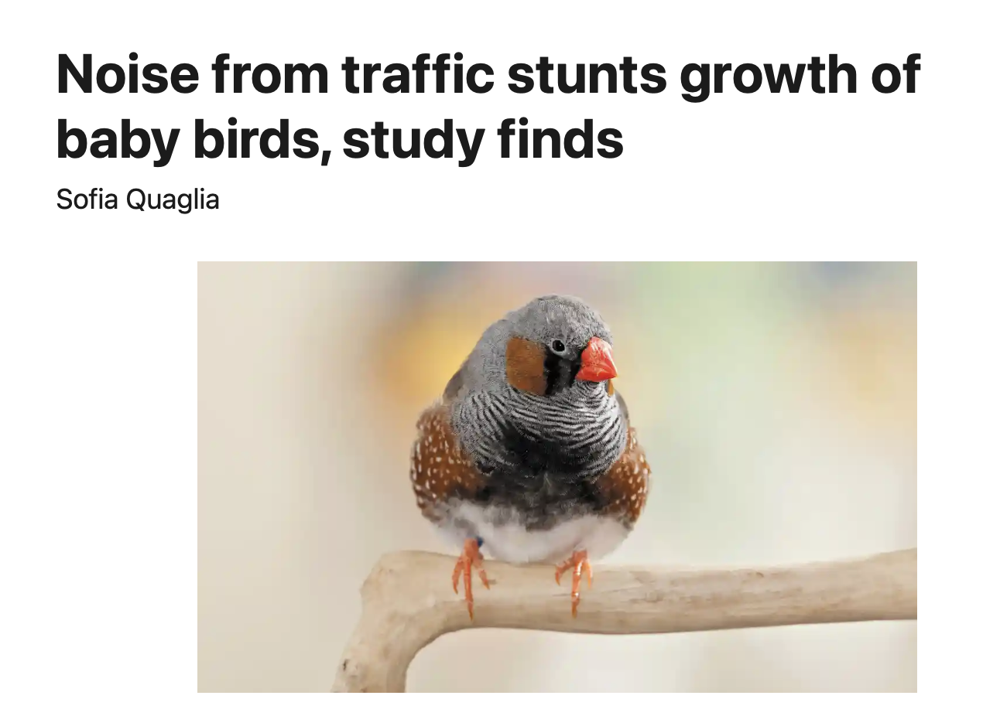 Noise from traffic stunts growth of
baby birds, study finds
Sofia Quaglia